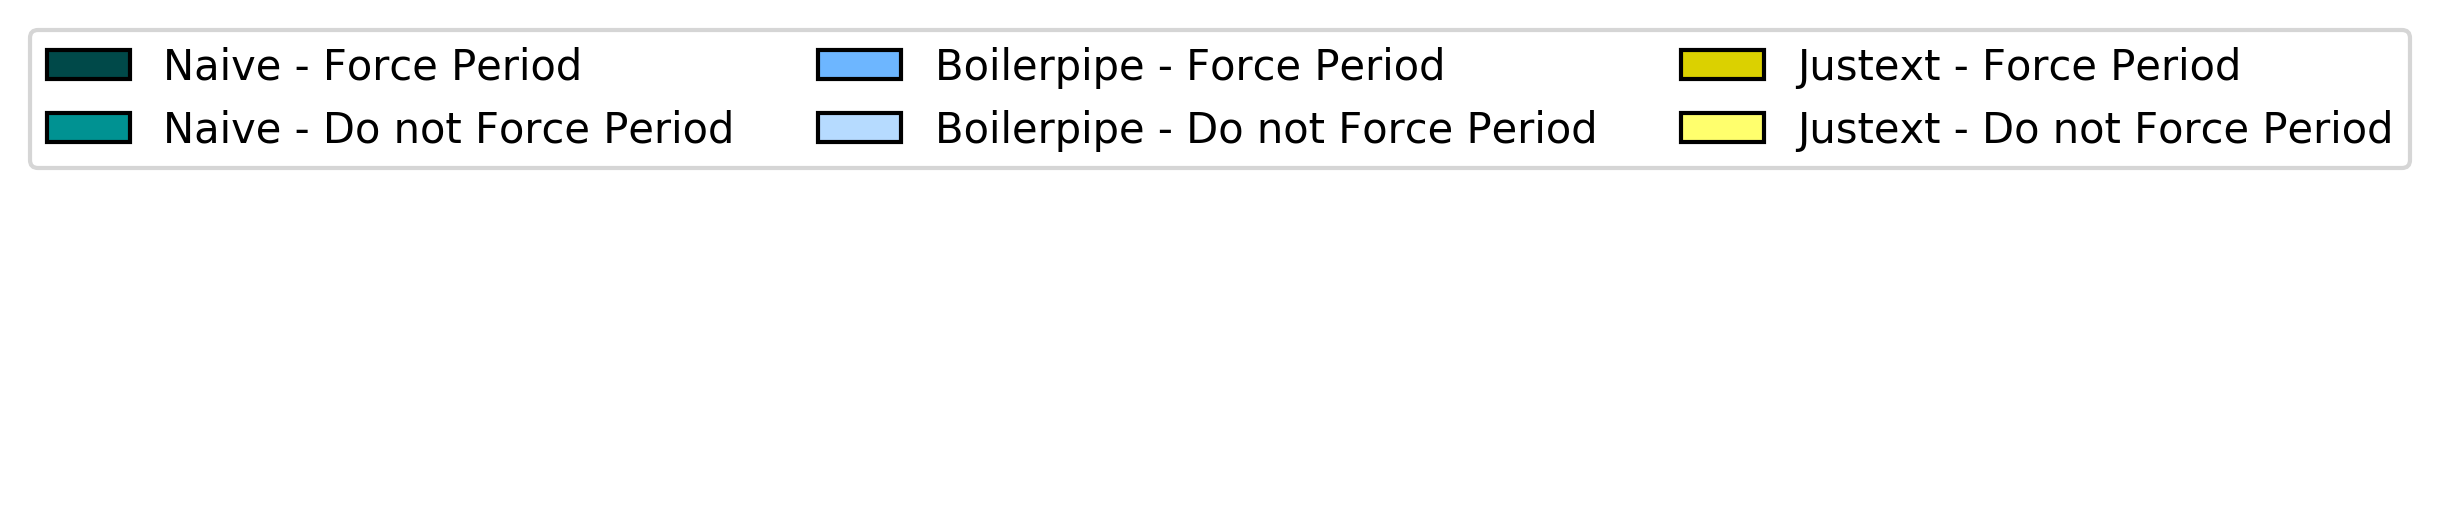 Naive - Force Period
Naive - Do not Force Period
Boilerpipe - Force Period
Boilerpipe - Do not Force Period
Justext - Force Period
Justext - Do not Force Period